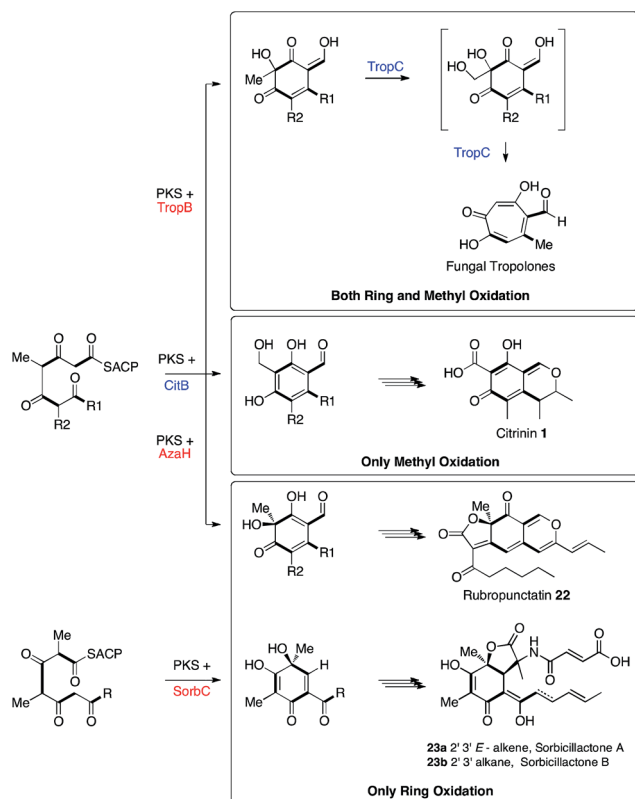 HO
O
OH
Me
O
R1
R2
TropC
HO
O
OH
HO
O
R1
R2
TropC
OH
O
O
H
HO
Me
Fungal Tropolones
Both Ring and Methyl Oxidation
PKS +
TropB
O
O
Me
SACP
O
O
R1
R2
PKS +
CitB
PKS +
AzaH
OH
OH
O
HO
R1
R2
O
OH
HO
O
O
Citrinin 1
Only Methyl Oxidation
Me
OH
O
HO
O
R1
R2
Me
O
O
O
O
O
Rubropunctatin 22
Me
O
SACP
O
Me
R
O
O
PKS +
SorbC
HO
Me
HO
H
Me
R
O
O
O
O
Me
H
N
O
OH
O
HO
Me
O
OH
23a 2' 3' E - alkene, Sorbicillactone A
23b 2' 3' alkane, Sorbicillactone B
Only Ring Oxidation